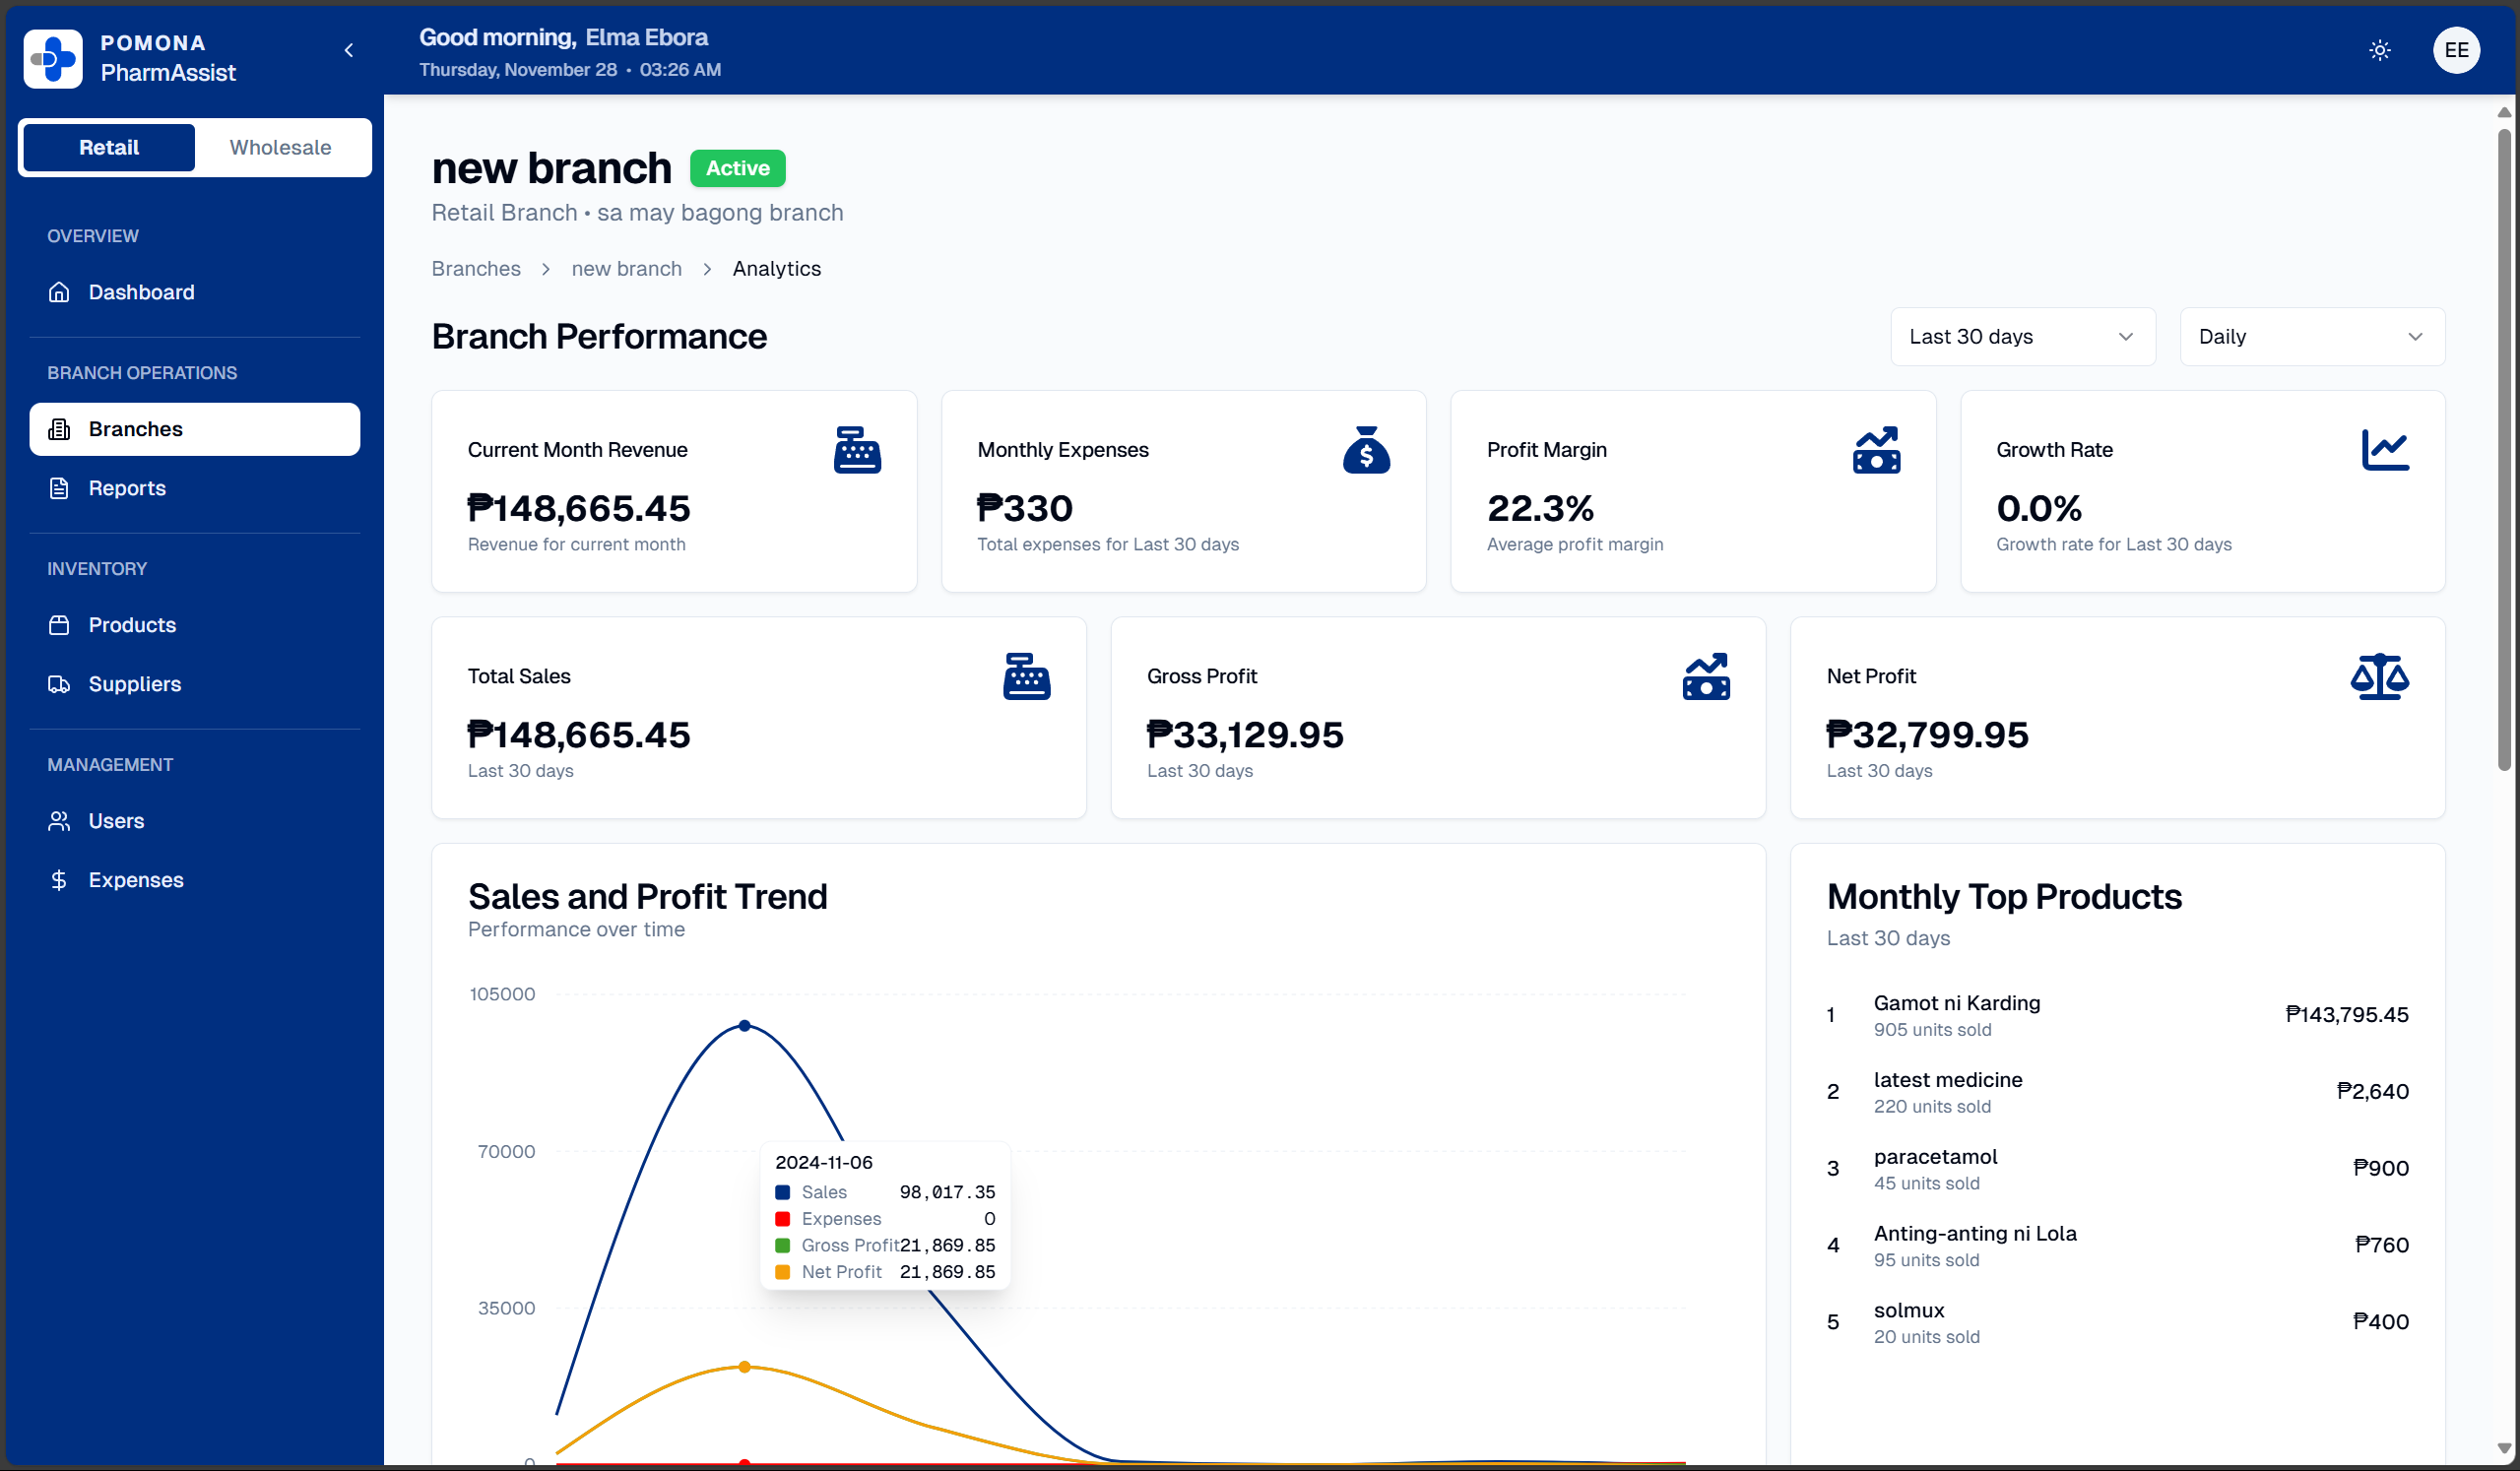 POMONA
PharmAssist
Good morning, Elma Ebora
Thursday, November 28 • 03:26 AM
EE
Retail
Wholesale
OVERVIEW
Dashboard
BRANCH OPERATIONS
Branches
Reports
INVENTORY
Products
Suppliers
MANAGEMENT
Users
Expenses
new branch
Active
Retail Branch • sa may bagong branch
Branches > new branch > Analytics
Branch Performance
Last 30 days
Daily
Current Month Revenue
₱148,665.45
Revenue for current month
Monthly Expenses
₱330
Total expenses for Last 30 days
Profit Margin
22.3%
Average profit margin
Growth Rate
0.0%
Growth rate for Last 30 days
Total Sales
₱148,665.45
Last 30 days
Gross Profit
₱33,129.95
Last 30 days
Net Profit
₱32,799.95
Last 30 days
Sales and Profit Trend
Performance over time
105000
70000
35000
0
2024-11-06
Sales 98,017.35
Expenses 0
Gross Profit 21,869.85
Net Profit 21,869.85
Monthly Top Products
Last 30 days
1 Gamot ni Karding ₱143,795.45
905 units sold
2 latest medicine ₱2,640
220 units sold
3 paracetamol ₱900
45 units sold
4 Anting-anting ni Lola ₱760
95 units sold
5 solmux ₱400
20 units sold